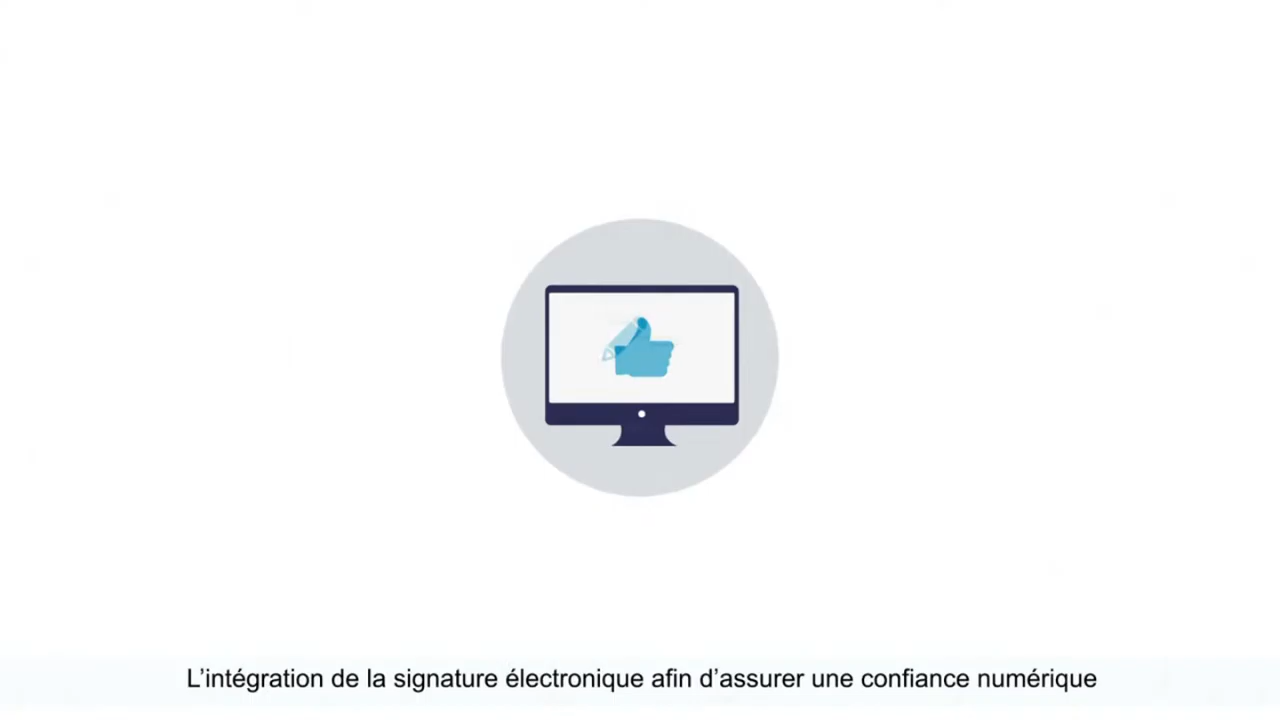 L’intégration de la signature électronique afin d’assurer une confiance numérique